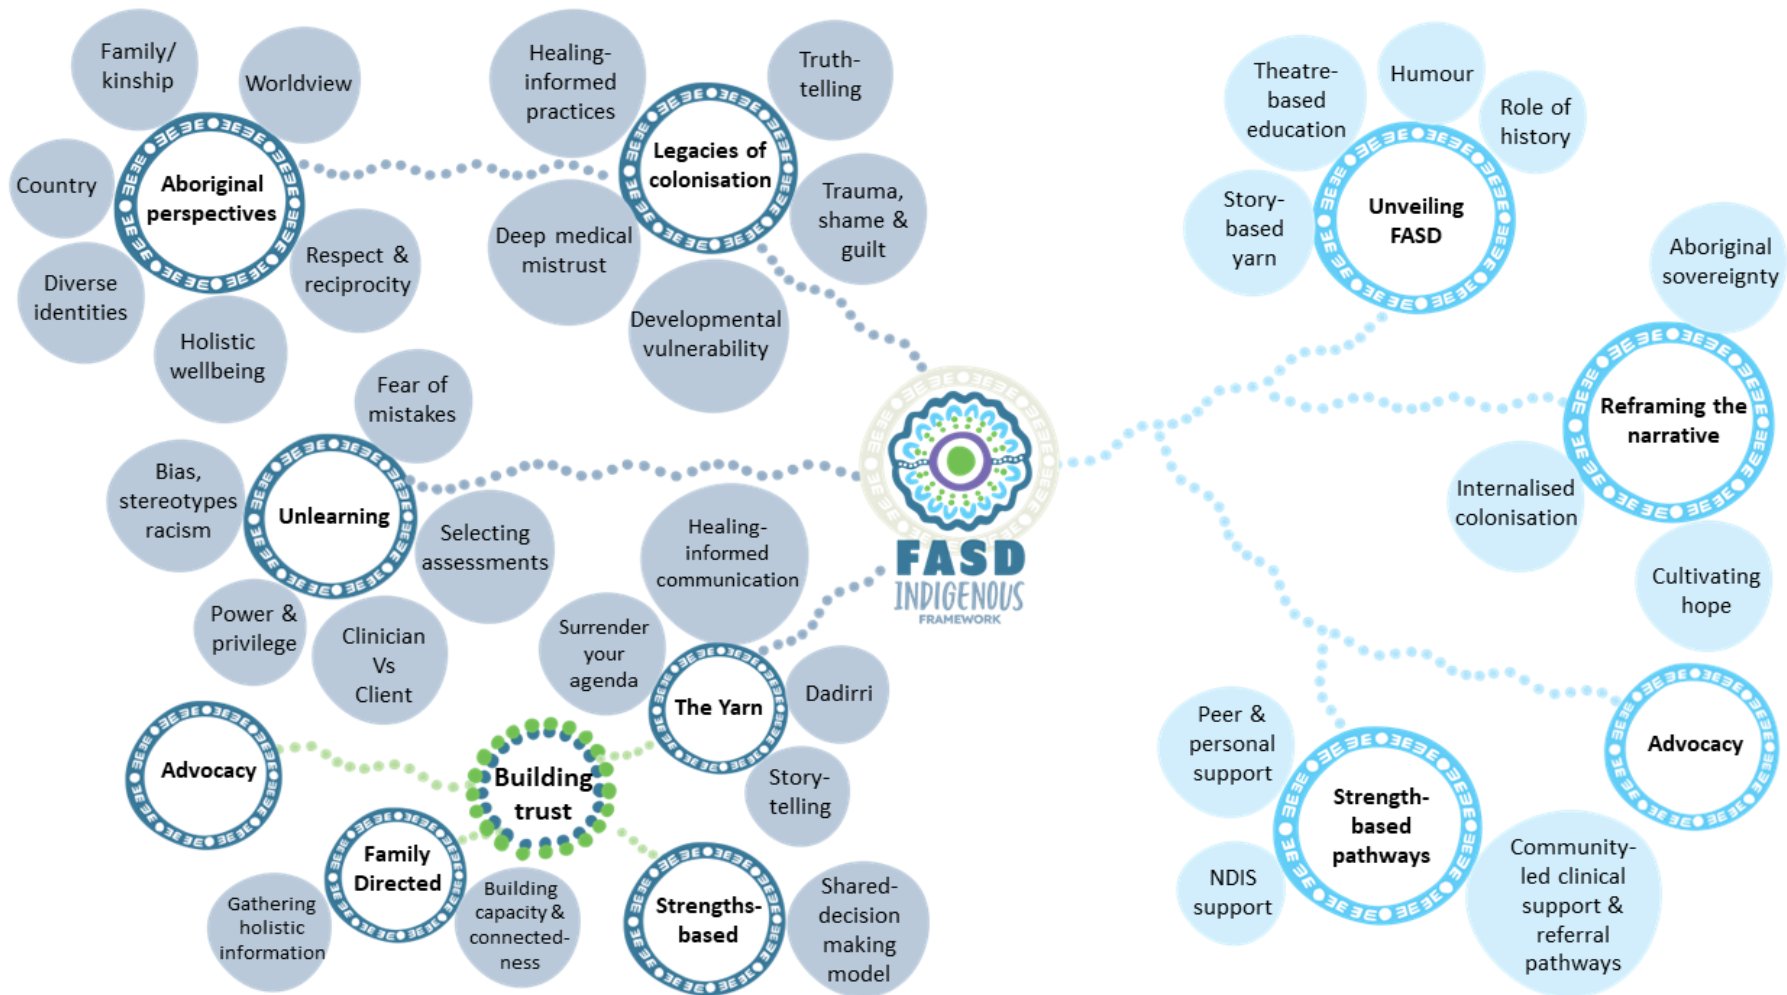 Family/
kinship
Worldview
Country
Aboriginal
perspectives
Respect &
reciprocity
Diverse
identities
Holistic
wellbeing
Healing-
informed
practices
Truth-
telling
Legacies of
colonisation
Trauma,
shame &
guilt
Deep medical
mistrust
Developmental
vulnerability
Fear of
mistakes
Bias,
stereotypes
racism
Unlearning
Selecting
assessments
Power &
privilege
Clinician
Vs
Client
Healing-
informed
communication
Surrender
your
agenda
The Yarn
Dadirri
Story-
telling
Advocacy
Building
trust
Family
Directed
Gathering
holistic
information
Building
capacity &
connected-
ness
Strengths-
based
Shared-
decision
making
model
FASD
INDIGENOUS
FRAMEWORK
Theatre-
based
education
Humour
Role of
history
Story-
based
yarn
Unveiling
FASD
Aboriginal
sovereignty
Reframing the
narrative
Internalised
colonisation
Cultivating
hope
Peer &
personal
support
Strength-
based
pathways
NDIS
support
Community-
led clinical
support &
referral
pathways
Advocacy